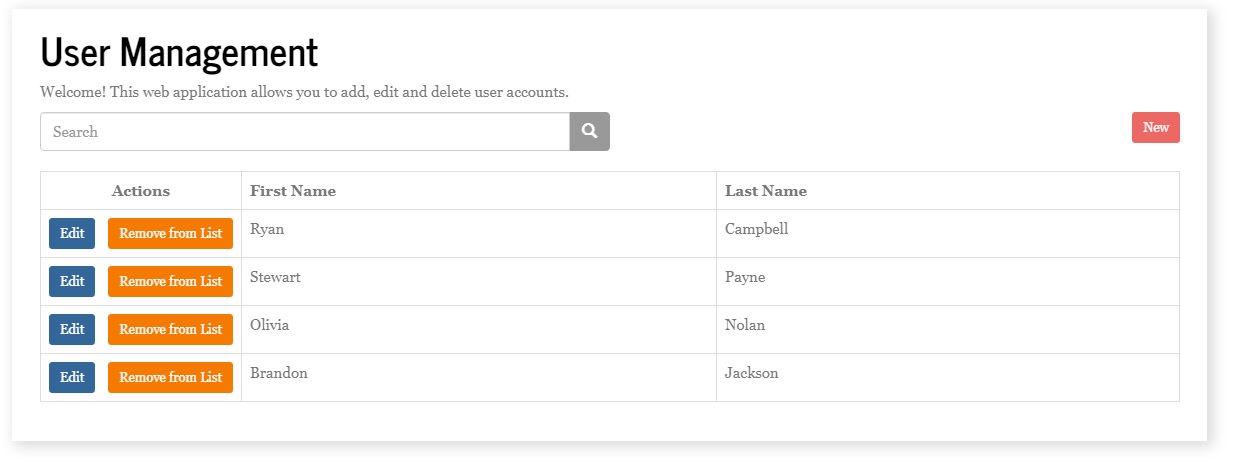 User Management
Welcome! This web application allows you to add, edit and delete user accounts.
Search
New
Actions First Name Last Name
Edit Remove from List Ryan Campbell
Edit Remove from List Stewart Payne
Edit Remove from List Olivia Nolan
Edit Remove from List Brandon Jackson